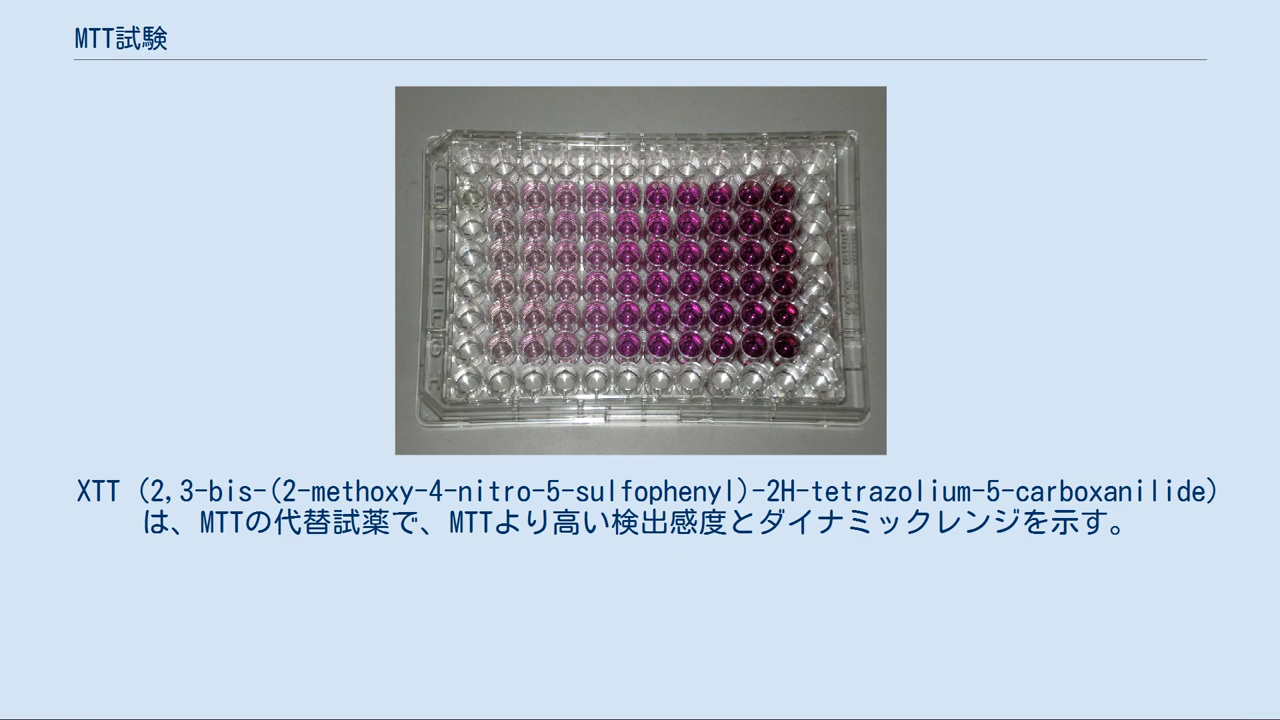 MTT試験
B
D
E
F
G
H
XTT (2,3-bis-(2-methoxy-4-nitro-5-sulfophenyl)-2H-tetrazolium-5-carboxanilide)
は、MTTの代替試薬で、MTTより高い検出感度とダイナミックレンジを示す。